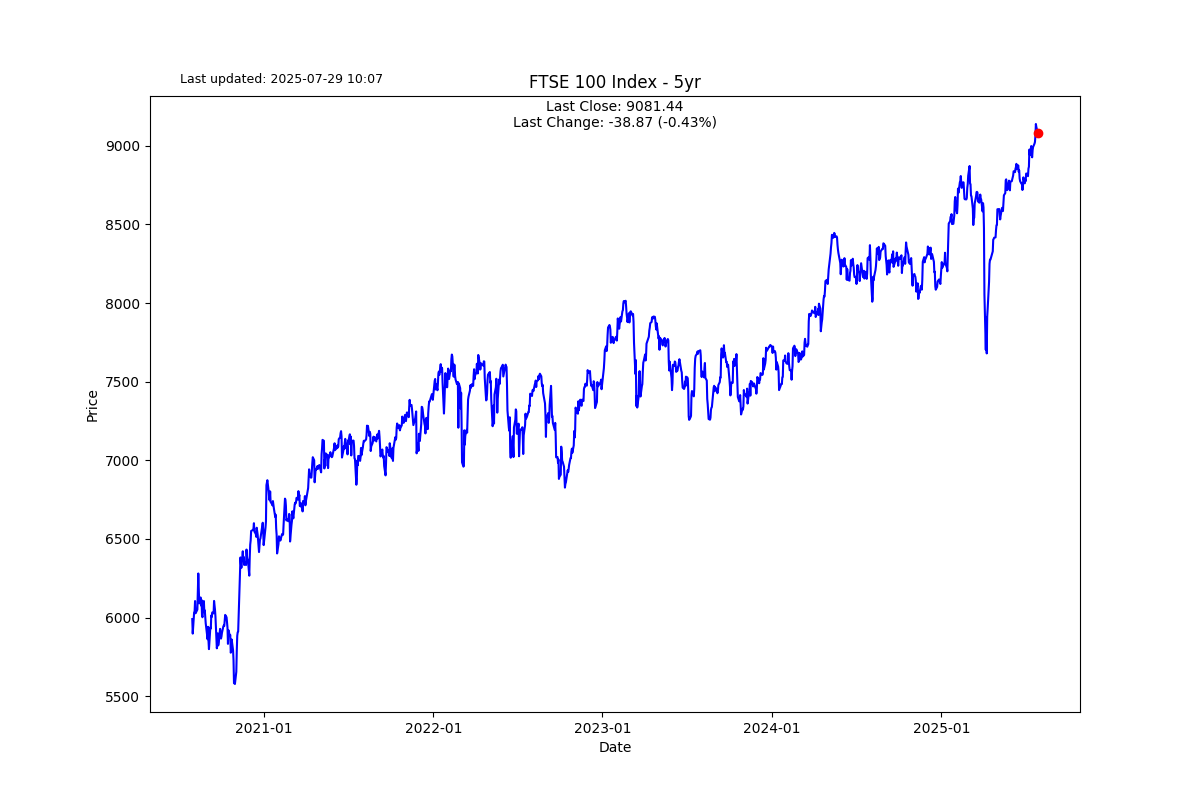 Last updated: 2025-07-29 10:07
FTSE 100 Index - 5yr
Last Close: 9081.44
Last Change: -38.87 (-0.43%)
Price
9000
8500
8000
7500
7000
6500
6000
5500
2021-01
2022-01
2023-01
2024-01
2025-01
Date